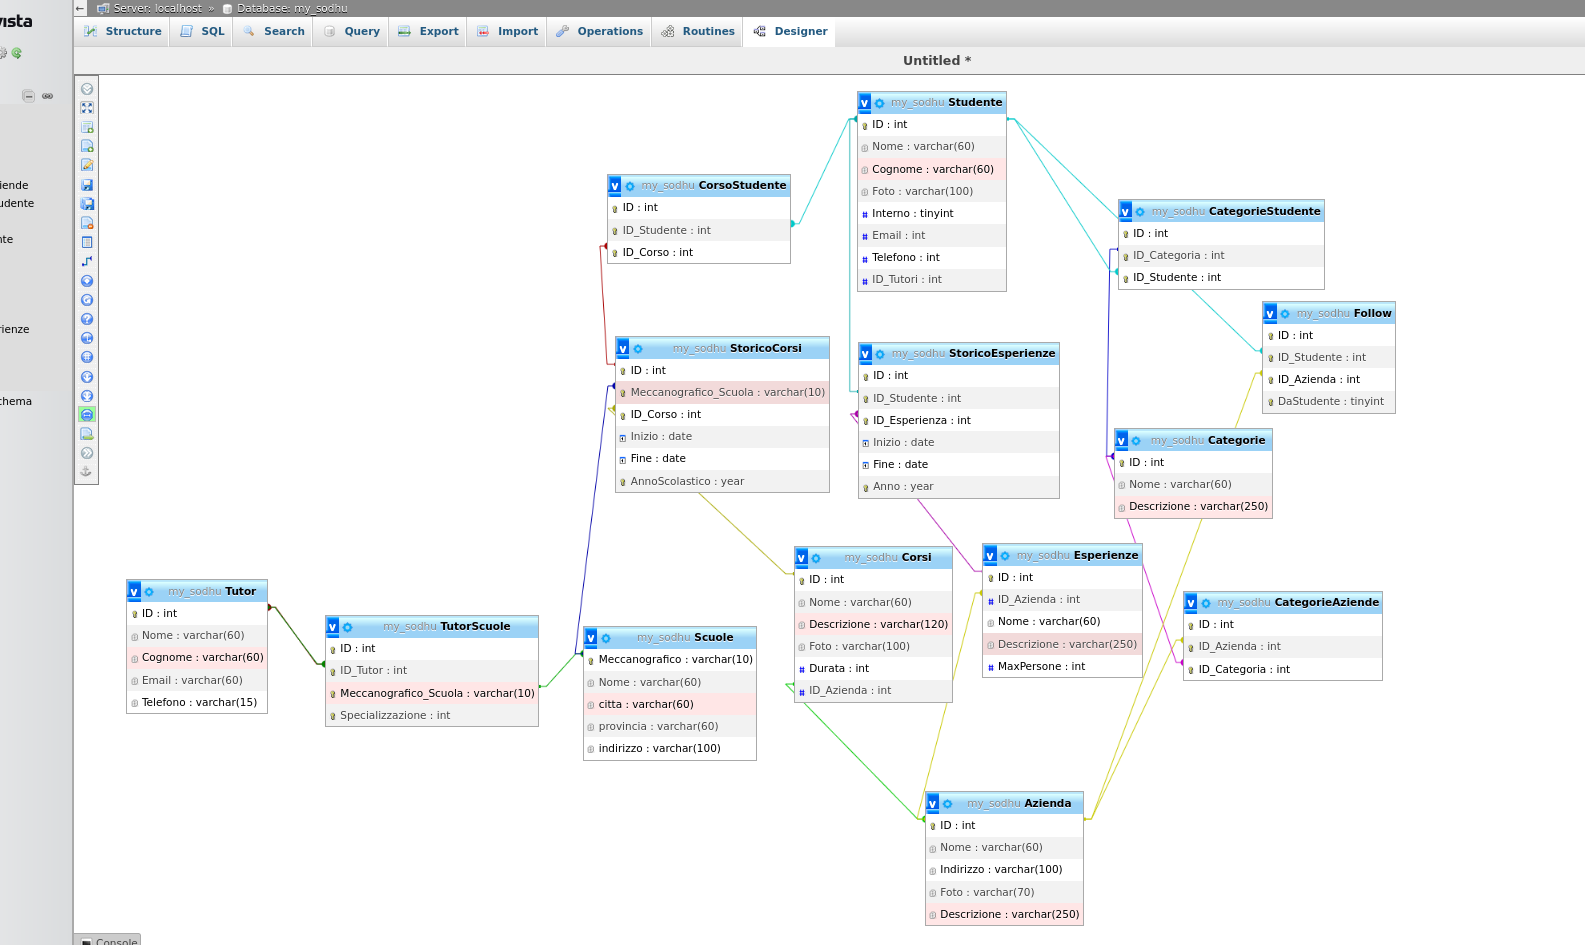 vista
Server: localhost » Database: my_sodhu
Structure SQL Search Query Export Import Operations Routines Designer
Untitled *
iende
udente
nte
rienze
chema
my_sodhu Studente
ID : int
Nome : varchar(60)
Cognome : varchar(60)
Foto : varchar(100)
Interno : tinyint
Email : int
Telefono : int
ID_Tutori : int
my_sodhu CorsoStudente
ID : int
ID_Studente : int
ID_Corso : int
my_sodhu CategorieStudente
ID : int
ID_Categoria : int
ID_Studente : int
my_sodhu Follow
ID : int
ID_Studente : int
ID_Azienda : int
DaStudente : tinyint
my_sodhu StoricoCorsi
ID : int
Meccanografico_Scuola : varchar(10)
ID_Corso : int
Inizio : date
Fine : date
AnnoScolastico : year
my_sodhu StoricoEsperienze
ID : int
ID_Studente : int
ID_Esperienza : int
Inizio : date
Fine : date
Anno : year
my_sodhu Categorie
ID : int
Nome : varchar(60)
Descrizione : varchar(250)
my_sodhu Corsi
ID : int
Nome : varchar(60)
Descrizione : varchar(120)
Foto : varchar(100)
Durata : int
ID_Azienda : int
my_sodhu Esperienze
ID : int
ID_Azienda : int
Nome : varchar(60)
Descrizione : varchar(250)
MaxPersone : int
my_sodhu CategorieAziende
ID : int
ID_Azienda : int
ID_Categoria : int
my_sodhu Tutor
ID : int
Nome : varchar(60)
Cognome : varchar(60)
Email : varchar(60)
Telefono : varchar(15)
my_sodhu TutorScuole
ID : int
ID_Tutor : int
Meccanografico_Scuola : varchar(10)
Specializzazione : int
my_sodhu Scuole
Meccanografico : varchar(10)
Nome : varchar(60)
citta : varchar(60)
provincia : varchar(60)
indirizzo : varchar(100)
my_sodhu Azienda
ID : int
Nome : varchar(60)
Indirizzo : varchar(100)
Foto : varchar(70)
Descrizione : varchar(250)
Console